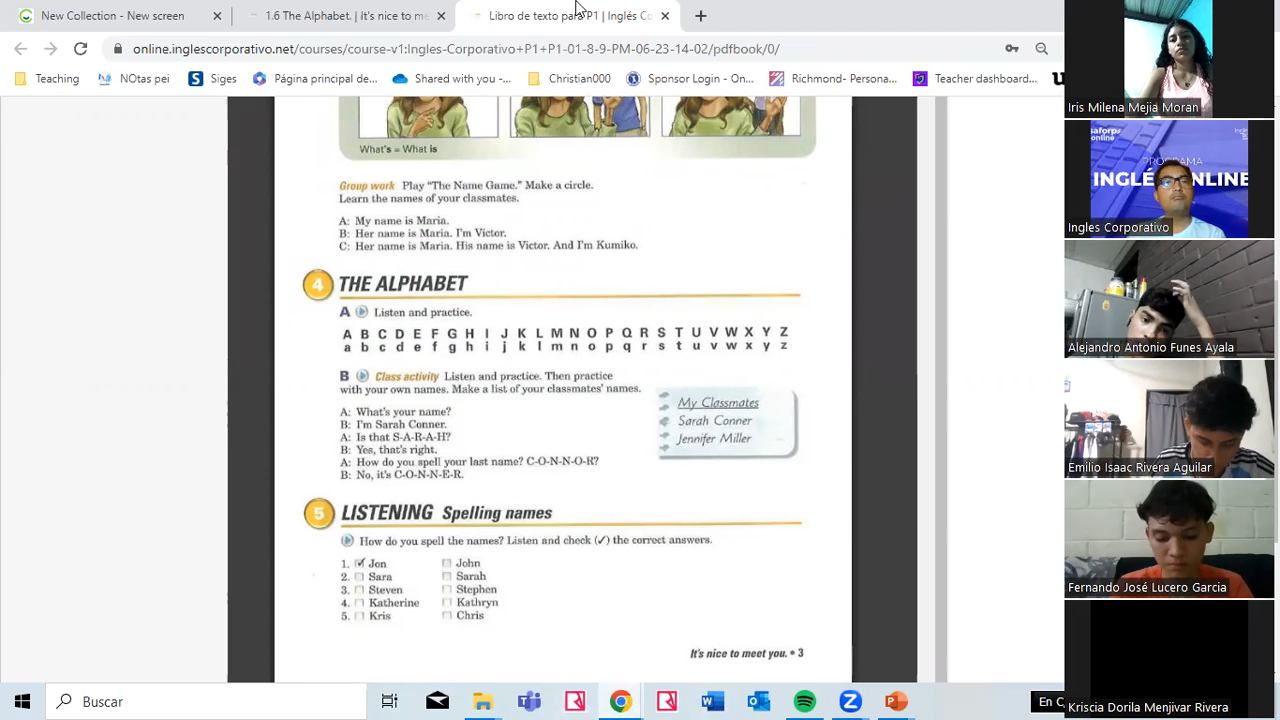 New Collection - New screen
1.6 The Alphabet. | It's nice to me
Libro de texto para P1 | Inglés Co
online.inglescorporativo.net/courses/course-v1:Ingles-Corporativo+P1+P1-01-8-9-PM-06-23-14-02/pdfbook/0/
Teaching
NOtas pei
Siges
Página principal de...
Shared with you -...
Christian000
Sponsor Login - On...
Richmond- Persona...
Teacher dashboard...
What's = What is
Group work Play "The Name Game." Make a circle.
Learn the names of your classmates.
A: My name is Maria.
B: Her name is Maria. I'm Victor.
C: Her name is Maria. His name is Victor. And I'm Kumiko.
4 THE ALPHABET
A Listen and practice.
A B C D E F G H I J K L M N O P Q R S T U V W X Y Z
a b c d e f g h i j k l m n o p q r s t u v w x y z
B Class activity Listen and practice. Then practice
with your own names. Make a list of your classmates' names.
A: What's your name?
B: I'm Sarah Conner.
A: Is that S-A-R-A-H?
B: Yes, that's right.
A: How do you spell your last name? C-O-N-N-O-R?
B: No, it's C-O-N-N-E-R.
My Classmates
Sarah Conner
Jennifer Miller
5 LISTENING Spelling names
How do you spell the names? Listen and check (✓) the correct answers.
1. Jon John
2. Sara Sarah
3. Steven Stephen
4. Katherine Kathryn
5. Kris Chris
It's nice to meet you. • 3
Buscar
Iris Milena Mejia Moran
online
PROGRAMA
Ingles Corporativo
Alejandro Antonio Funes Ayala
Emilio Isaac Rivera Aguilar
Fernando José Lucero Garcia
Kriscia Dorila Menjivar Rivera